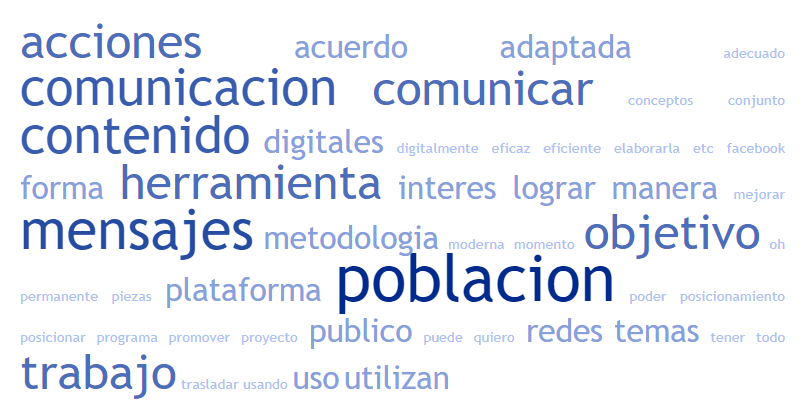 acciones acuerdo adaptada adecuado
comunicacion comunicar conceptos conjunto
contenido digitales digitalmente eficaz eficiente elaborarla etc facebook
forma herramienta interes lograr manera mejorar
mensajes metodologia moderna momento objetivo oh
permanente piezas plataforma poblacion poder posicionamiento
posicionar programa promover proyecto publico puede quiero redes temas tener todo
trabajo trasladar usando uso utilizan